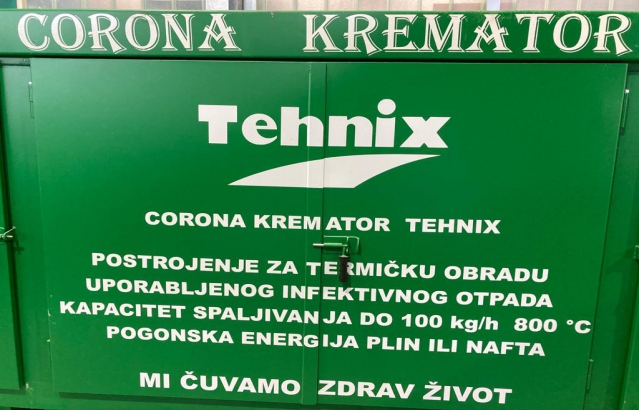 CORONA KREMATOR
Tehnix
CORONA KREMATOR TEHNIX
POSTROJENJE ZA TERMIČKU OBRADU
UPORABLJENOG INFEKTIVNOG OTPADA
KAPACITET SPALJIVANJA DO 100 kg/h 800 °C
POGONSKA ENERGIJA PLIN ILI NAFTA
MI ČUVAMO ZDRAV ŽIVOT